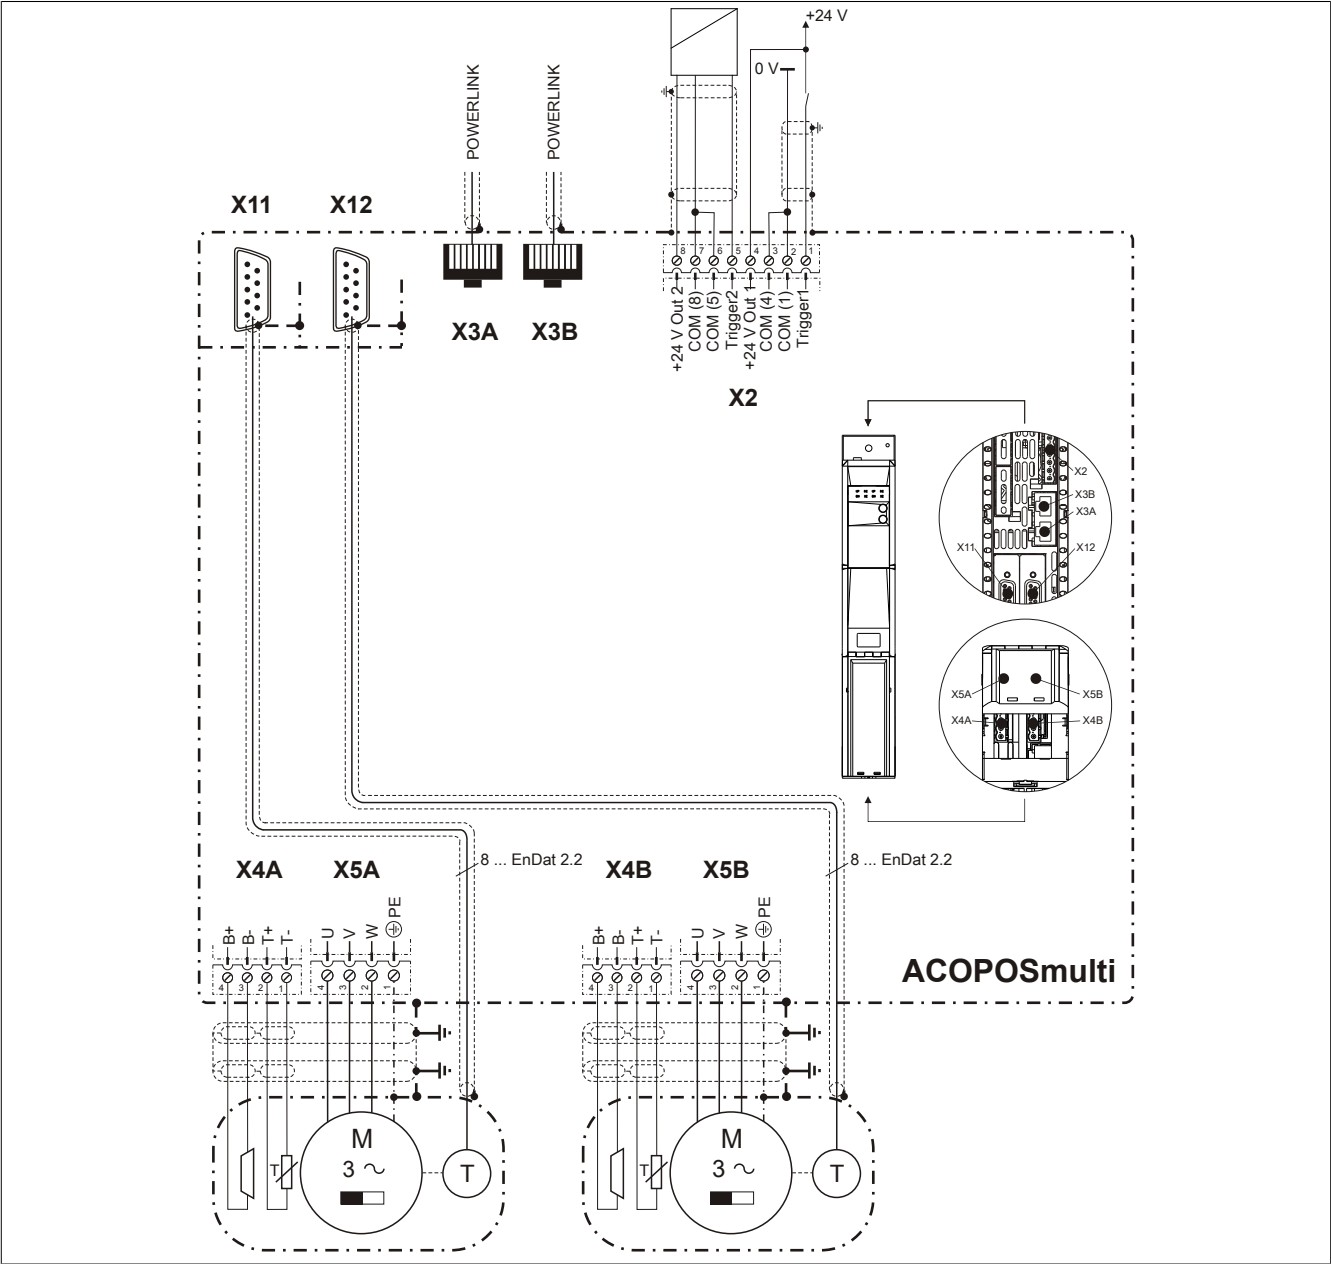 +24 V
0 V
POWERLINK
POWERLINK
X11
X12
8 7 6 5 4 3 2 1
+24 V Out 2
COM (8)
COM (5)
Trigger2
+24 V Out 1
COM (4)
COM (1)
Trigger1
X3A
X3B
X2
X2
X3B
X3A
X11
X12
X5A
X5B
X4A
X4B
8 ... EnDat 2.2
8 ... EnDat 2.2
X4A
X5A
X4B
X5B
B+
B-
T+
T-
U
V
W
PE
B+
B-
T+
T-
U
V
W
PE
ACOPOSmulti
4 3 2 1
4 3 2 1
4 3 2 1
4 3 2 1
M
3
T
T
M
3
T
T